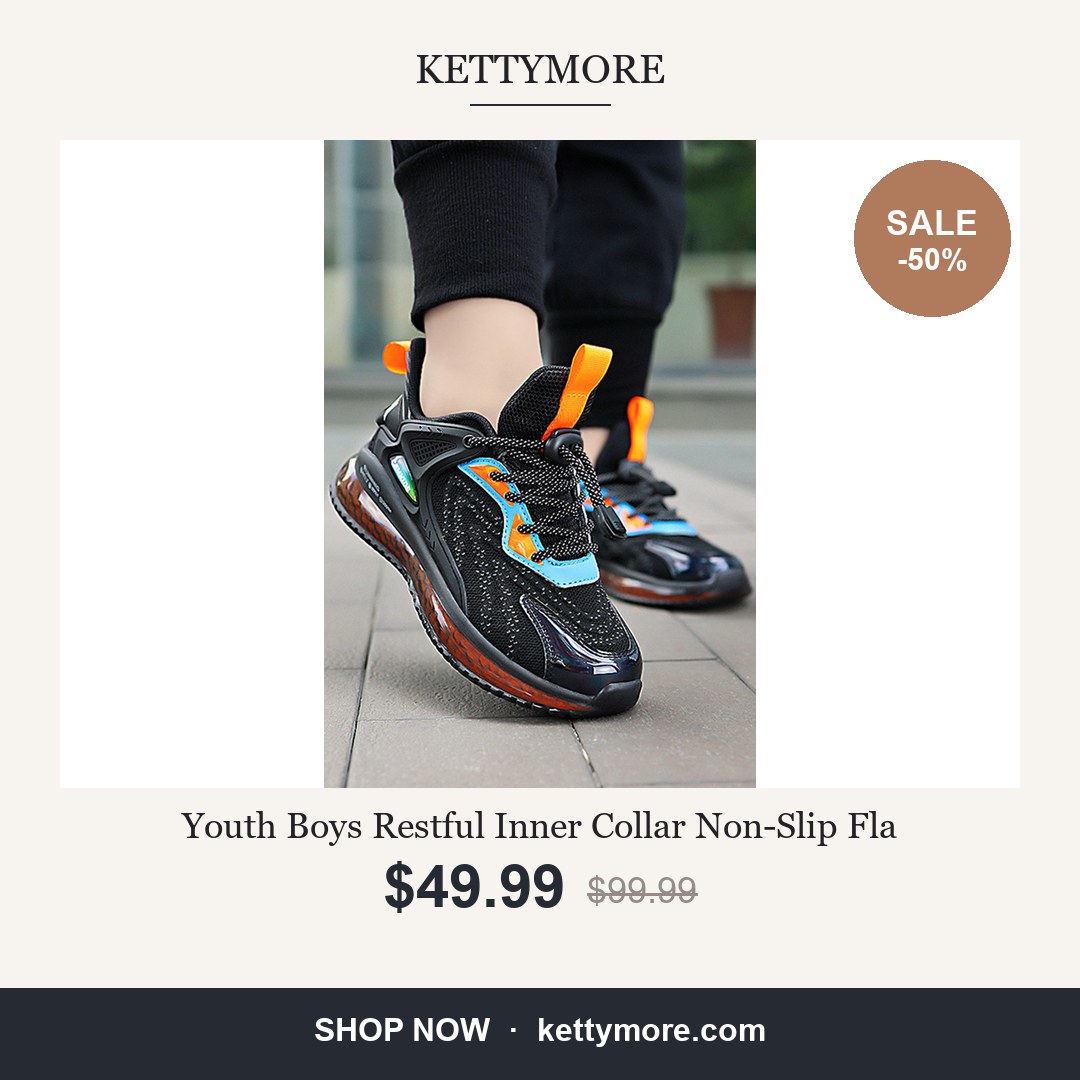 KETTYMORE
SALE
-50%
Youth Boys Restful Inner Collar Non-Slip Fla
$49.99 $99.99
SHOP NOW · kettymore.com